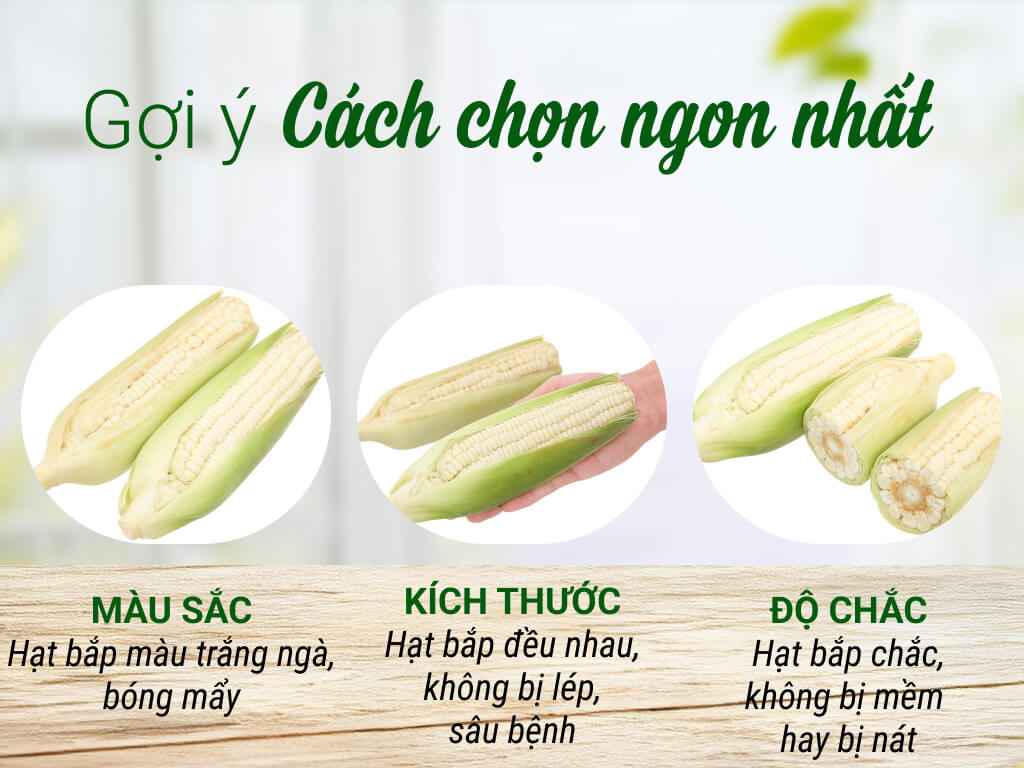 Gợi ý Cách chọn ngon nhất
MÀU SẮC
Hạt bắp màu trắng ngà,
bóng mẩy
KÍCH THƯỚC
Hạt bắp đều nhau,
không bị lép,
sâu bệnh
ĐỘ CHẮC
Hạt bắp chắc,
không bị mềm
hay bị nát